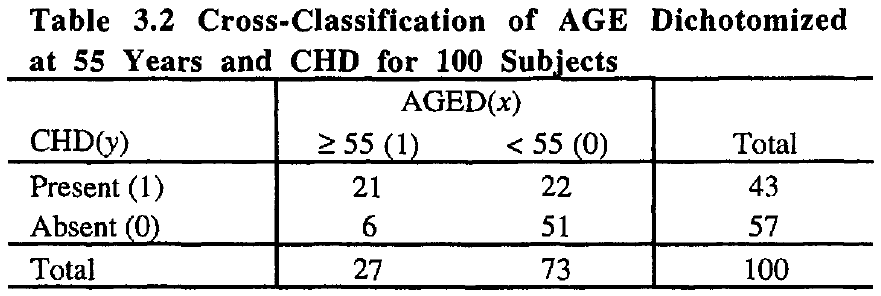 Table 3.2 Cross-Classification of AGE Dichotomized
at 55 Years and CHD for 100 Subjects
AGED(x)
CHD(y) ≥ 55 (1) < 55 (0) Total
Present (1) 21 22 43
Absent (0) 6 51 57
Total 27 73 100